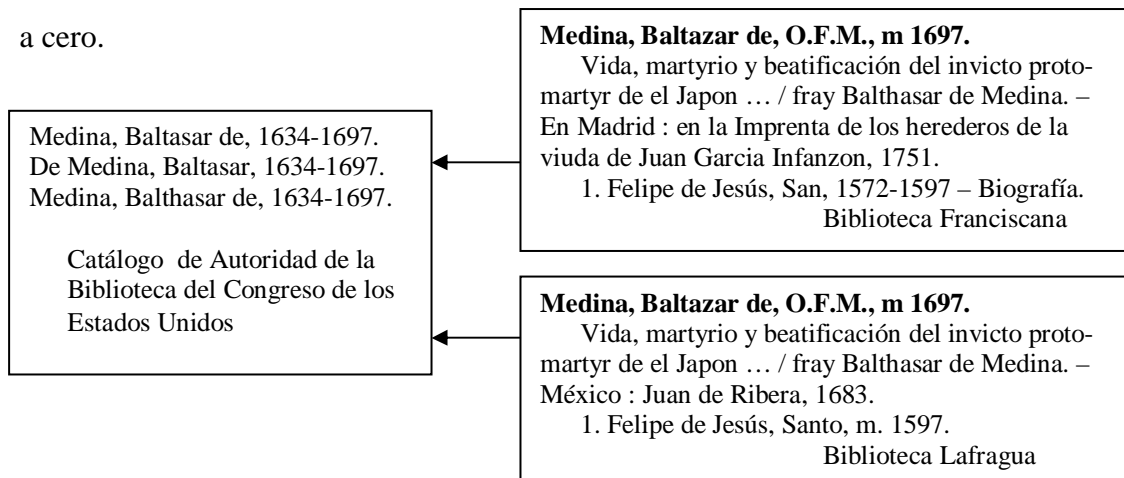 a cero.
Medina, Baltasar de, 1634-1697.
De Medina, Baltasar, 1634-1697.
Medina, Balthasar de, 1634-1697.
Catálogo de Autoridad de la
Biblioteca del Congreso de los
Estados Unidos
Medina, Baltazar de, O.F.M., m 1697.
Vida, martyrio y beatificación del invicto proto-
martyr de el Japon … / fray Balthasar de Medina. –
En Madrid : en la Imprenta de los herederos de la
viuda de Juan Garcia Infanzon, 1751.
1. Felipe de Jesús, San, 1572-1597 – Biografía.
Biblioteca Franciscana
Medina, Baltazar de, O.F.M., m 1697.
Vida, martyrio y beatificación del invicto proto-
martyr de el Japon … / fray Balthasar de Medina. –
México : Juan de Ribera, 1683.
1. Felipe de Jesús, Santo, m. 1597.
Biblioteca Lafragua